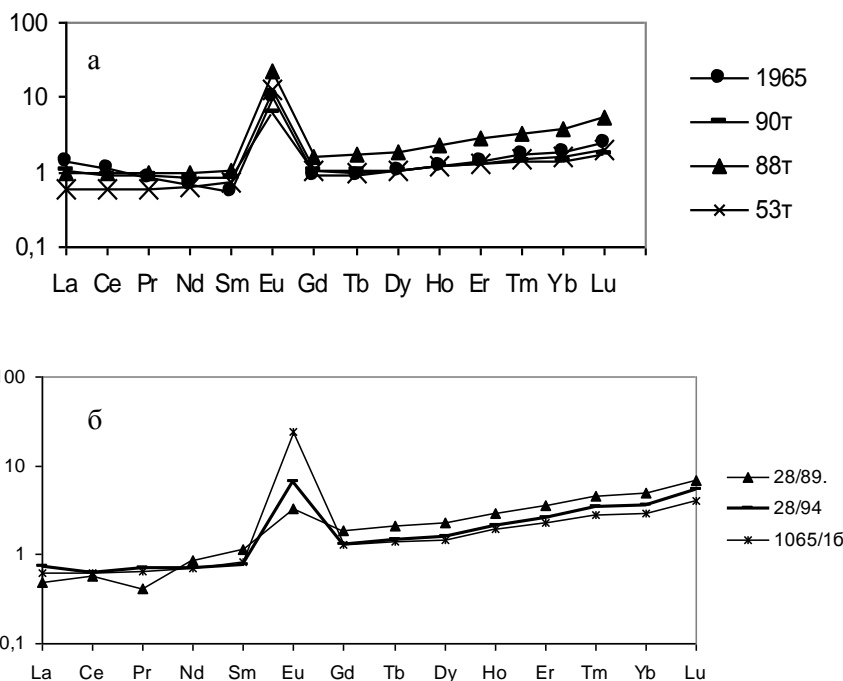 100
10
1
0,1
а
La Ce Pr Nd Sm Eu Gd Tb Dy Ho Er Tm Yb Lu
1965
90т
88т
53т
100
10
1
0,1
б
La Ce Pr Nd Sm Eu Gd Tb Dy Ho Er Tm Yb Lu
28/89.
28/94
1065/1б